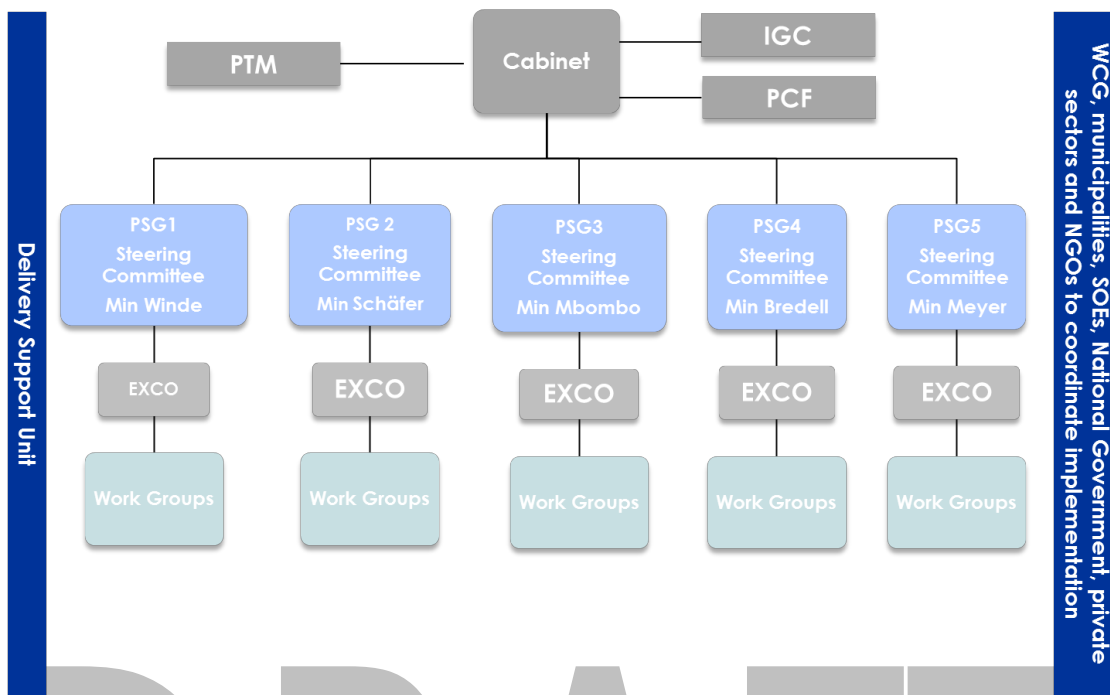 PTM
Cabinet
IGC
PCF
PSG1
Steering
Committee
Min Winde
PSG 2
Steering
Committee
Min Schäfer
PSG3
Steering
Committee
Min Mbombo
PSG4
Steering
Committee
Min Bredell
PSG5
Steering
Committee
Min Meyer
EXCO
EXCO
EXCO
EXCO
EXCO
Work Groups
Work Groups
Work Groups
Work Groups
Work Groups
Delivery Support Unit
WCG, municipalities, SOEs, National Government, private
sectors and NGOs to coordinate implementation
DRAFT